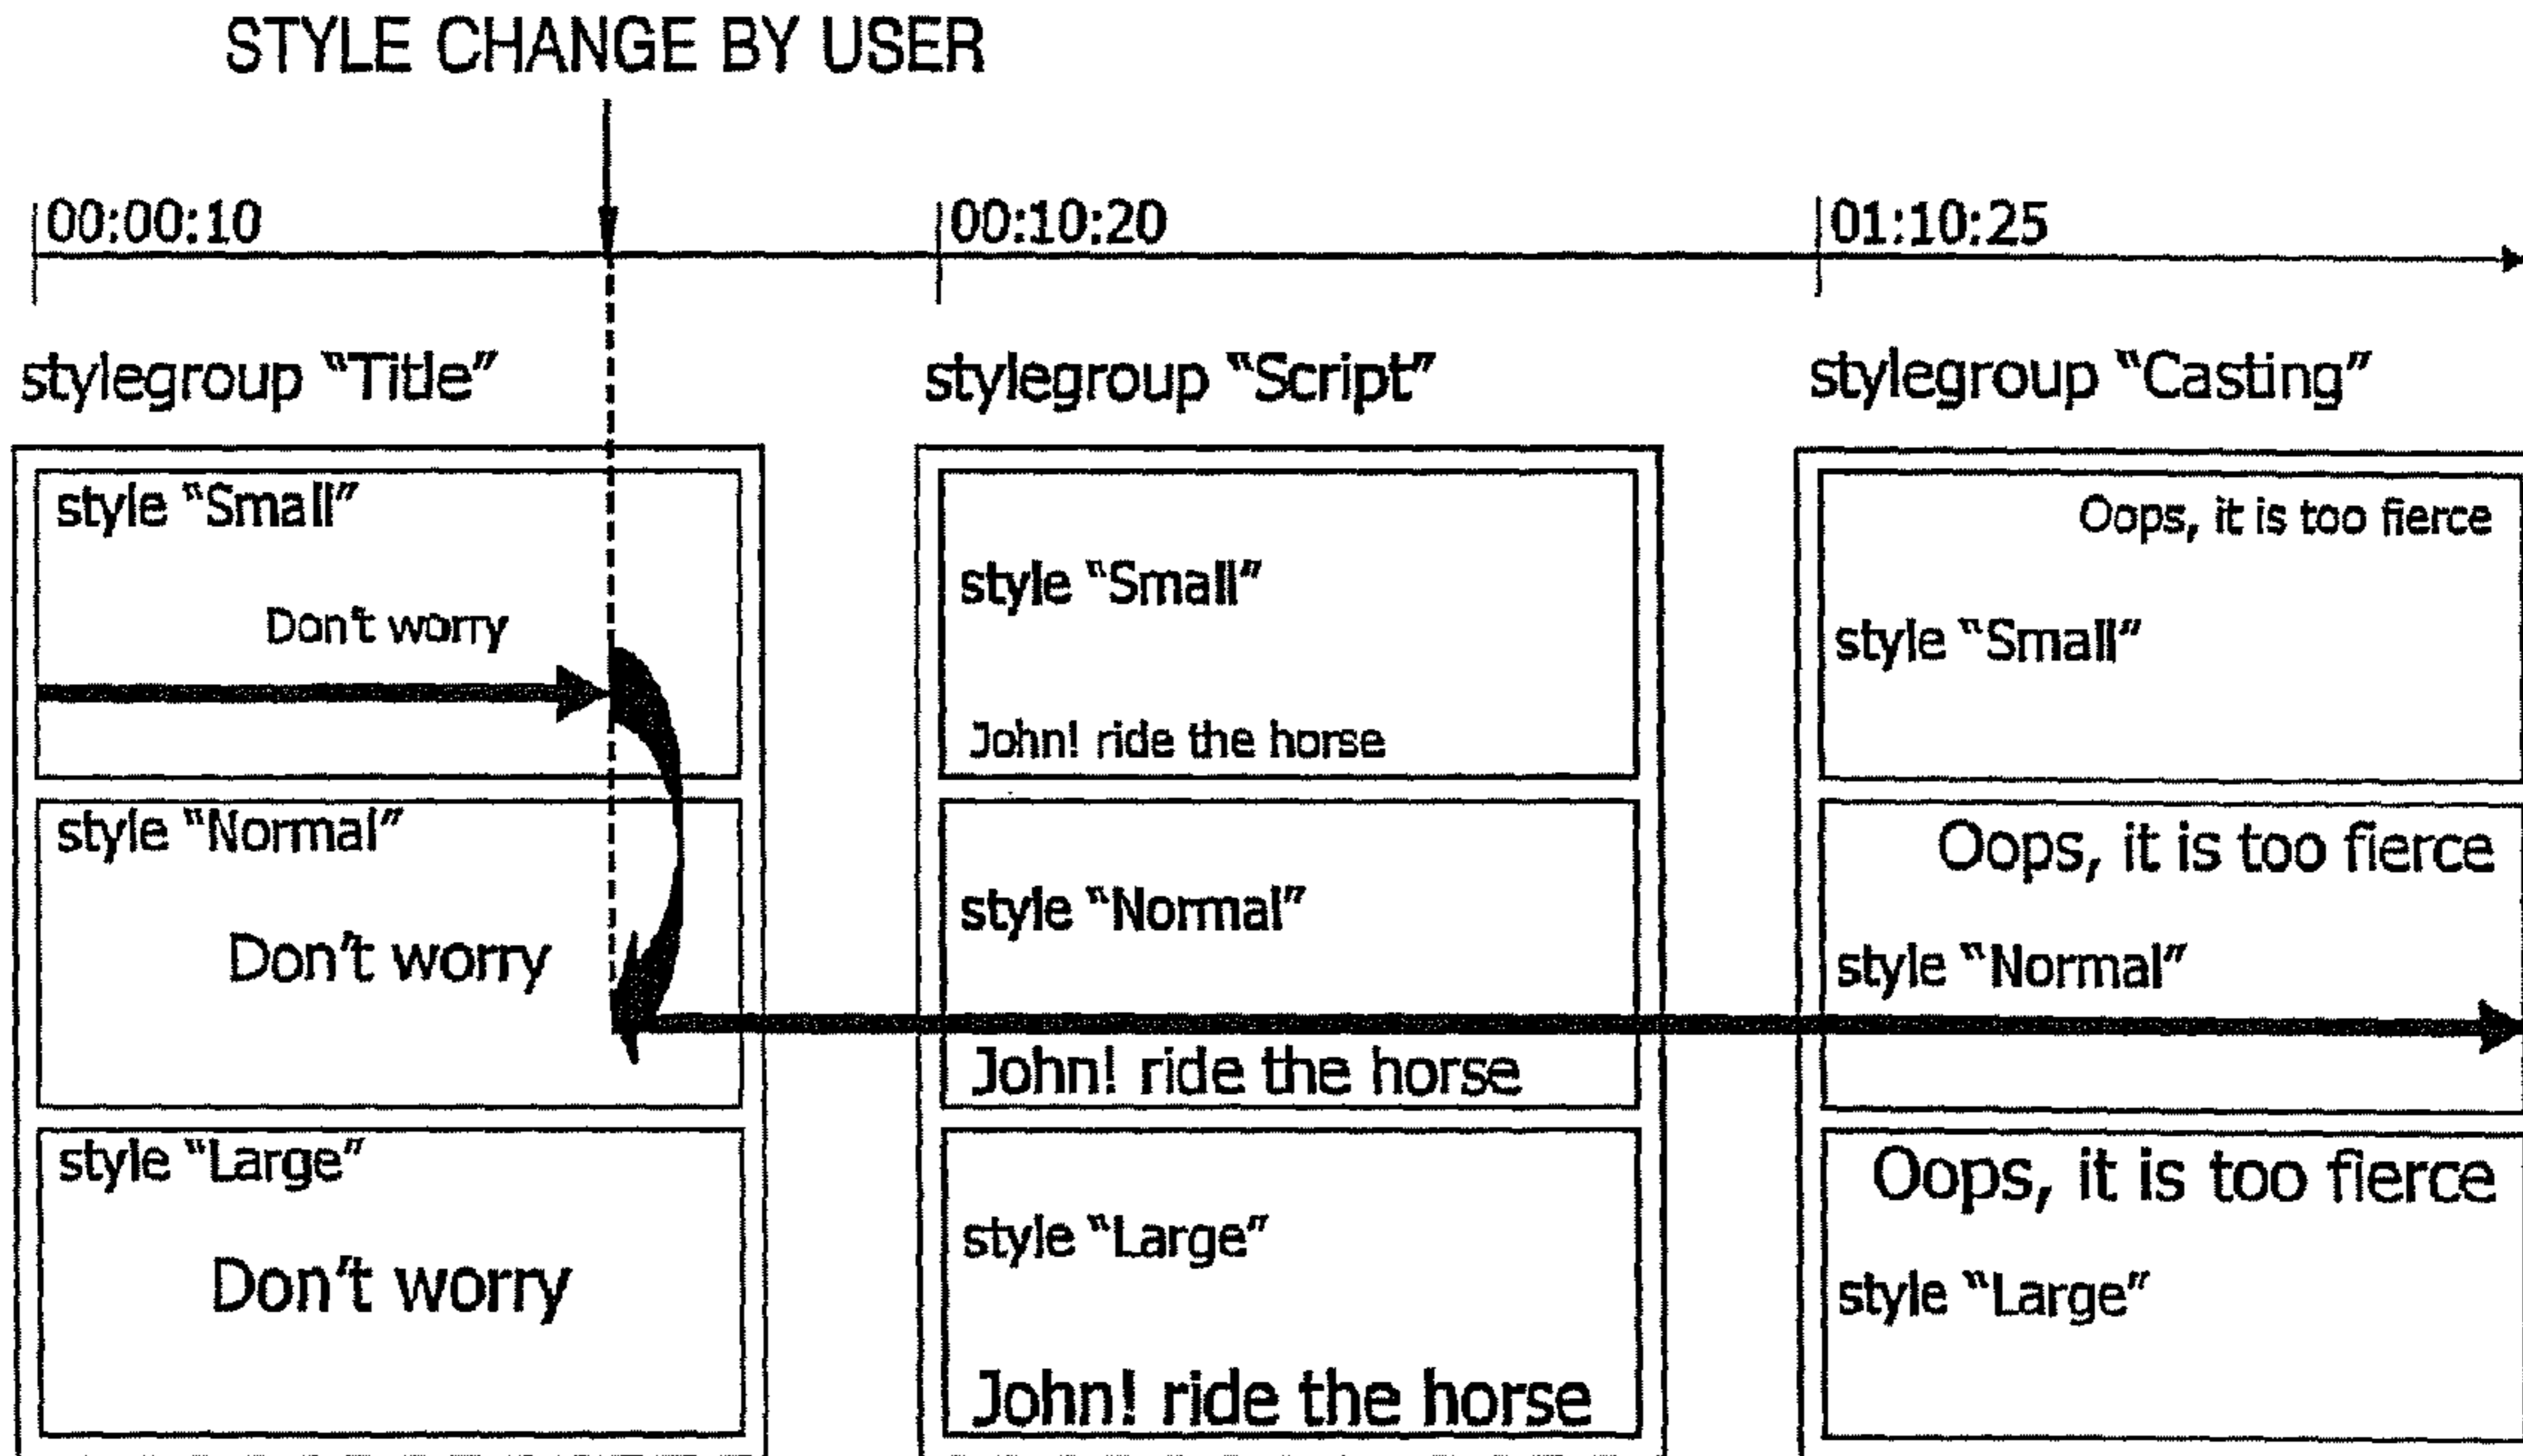 STYLE CHANGE BY USER
00:00:10
00:10:20
01:10:25
stylegroup “Title”
stylegroup “Script”
stylegroup “Casting”
style “Small”
Don’t worry
style “Normal”
Don’t worry
style “Large”
Don’t worry
style “Small”
John! ride the horse
style “Normal”
John! ride the horse
style “Large”
John! ride the horse
Oops, it is too fierce
style “Small”
Oops, it is too fierce
style “Normal”
Oops, it is too fierce
style “Large”